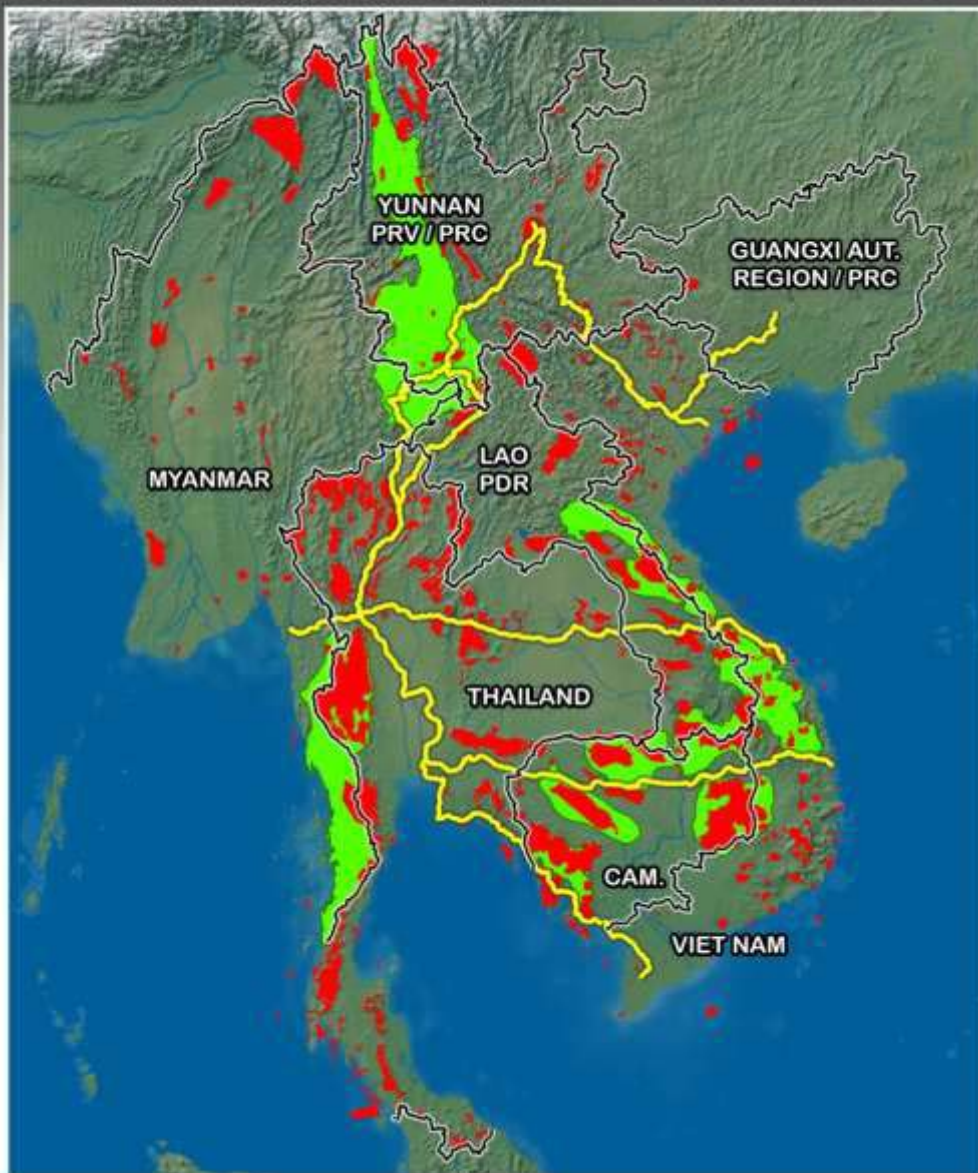 YUNNAN
PRV / PRC
GUANGXI AUT.
REGION / PRC
MYANMAR
LAO
PDR
THAILAND
CAM.
VIET NAM